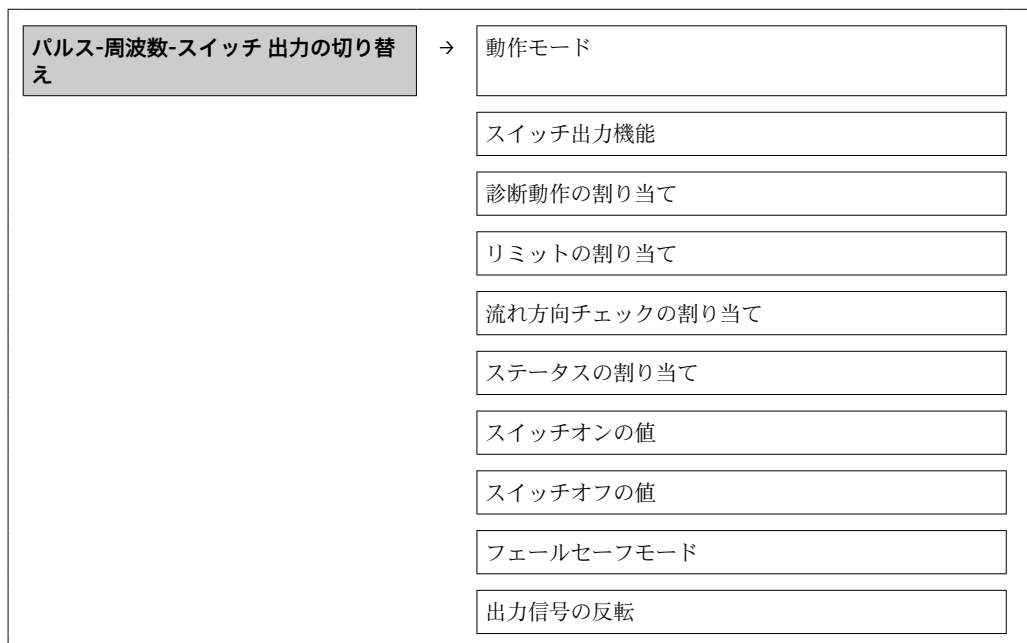 パルス-周波数-スイッチ 出力の切り替
え
→
動作モード
スイッチ出力機能
診断動作の割り当て
リミットの割り当て
流れ方向チェックの割り当て
ステータスの割り当て
スイッチオンの値
スイッチオフの値
フェールセーフモード
出力信号の反転